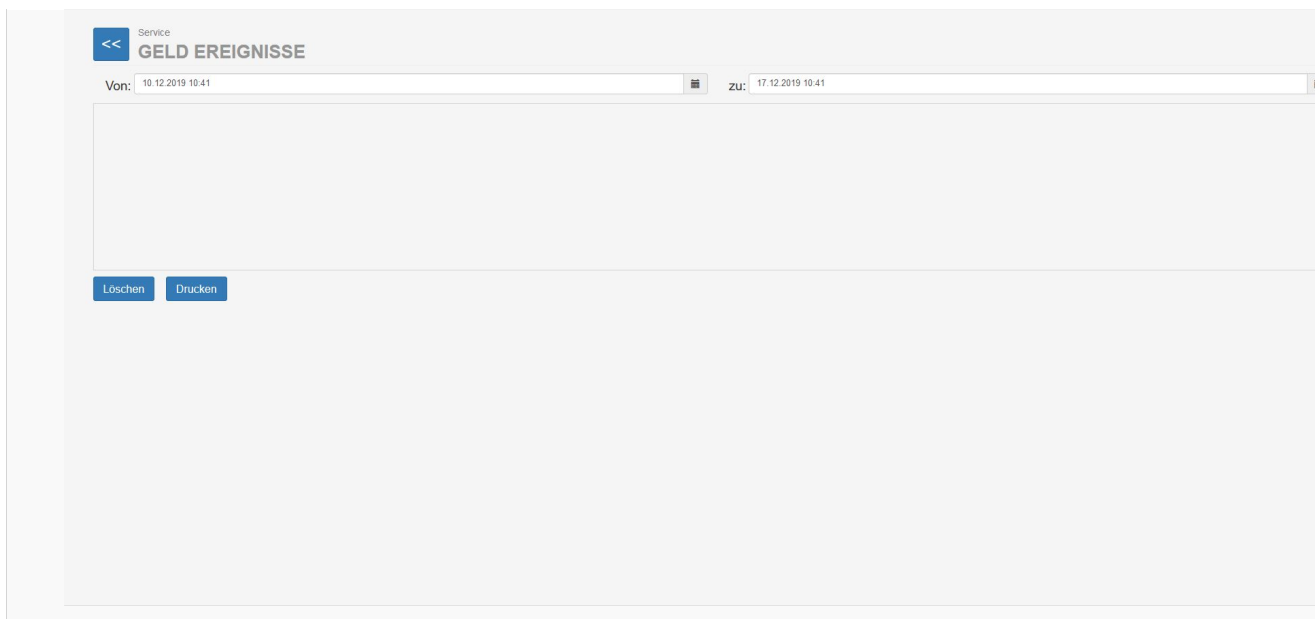 <<
Service
GELD EREIGNISSE
Von: 10.12.2019 10:41 zu: 17.12.2019 10:41
Löschen Drucken